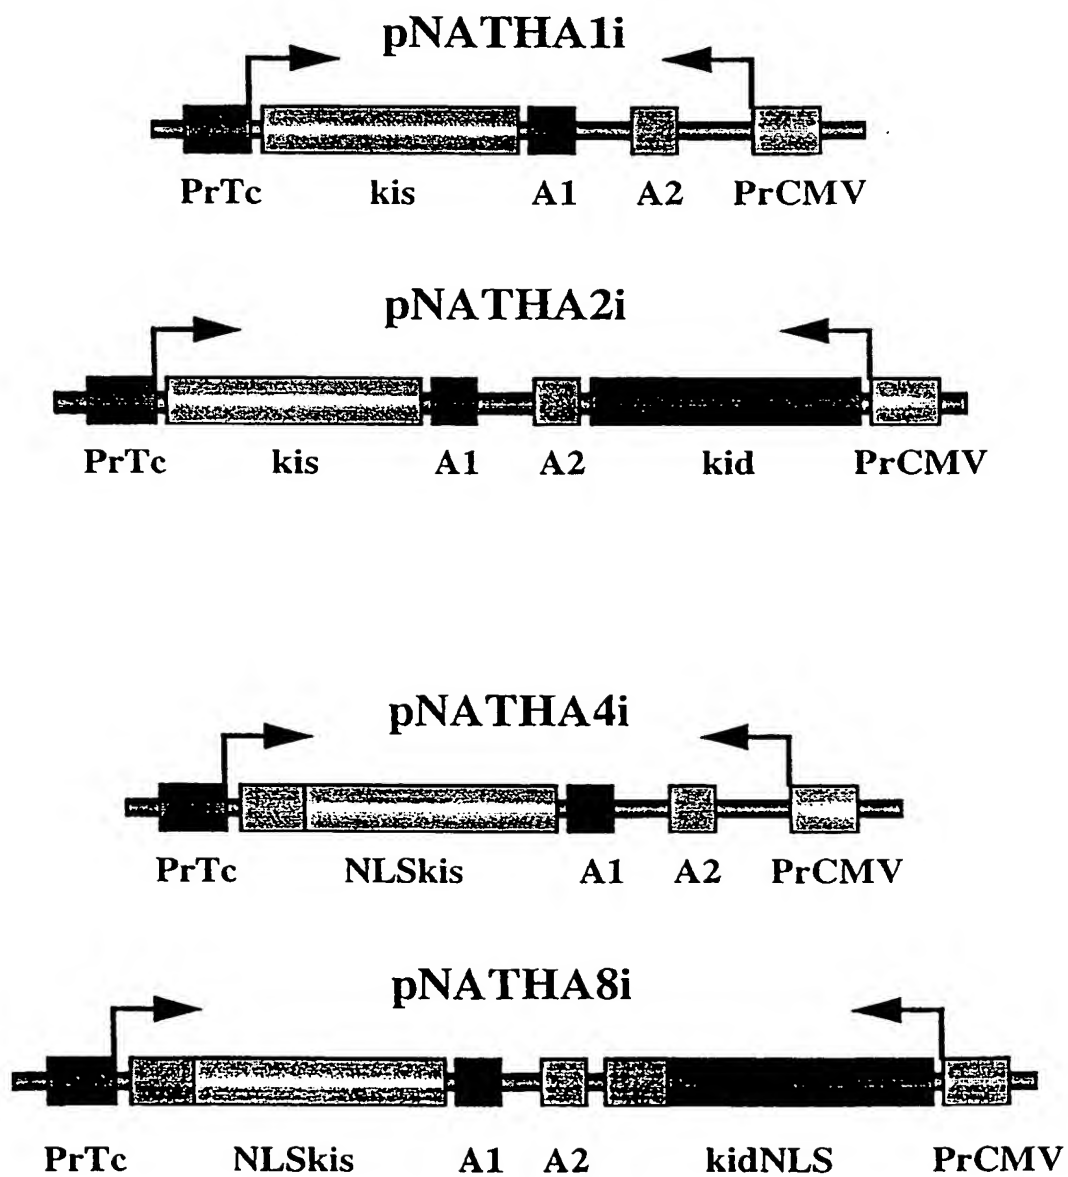 pNATHA1i
PrTc kis A1 A2 PrCMV
pNATHA2i
PrTc kis A1 A2 kid PrCMV
pNATHA4i
PrTc NLSkis A1 A2 PrCMV
pNATHA8i
PrTc NLSkis A1 A2 kidNLS PrCMV